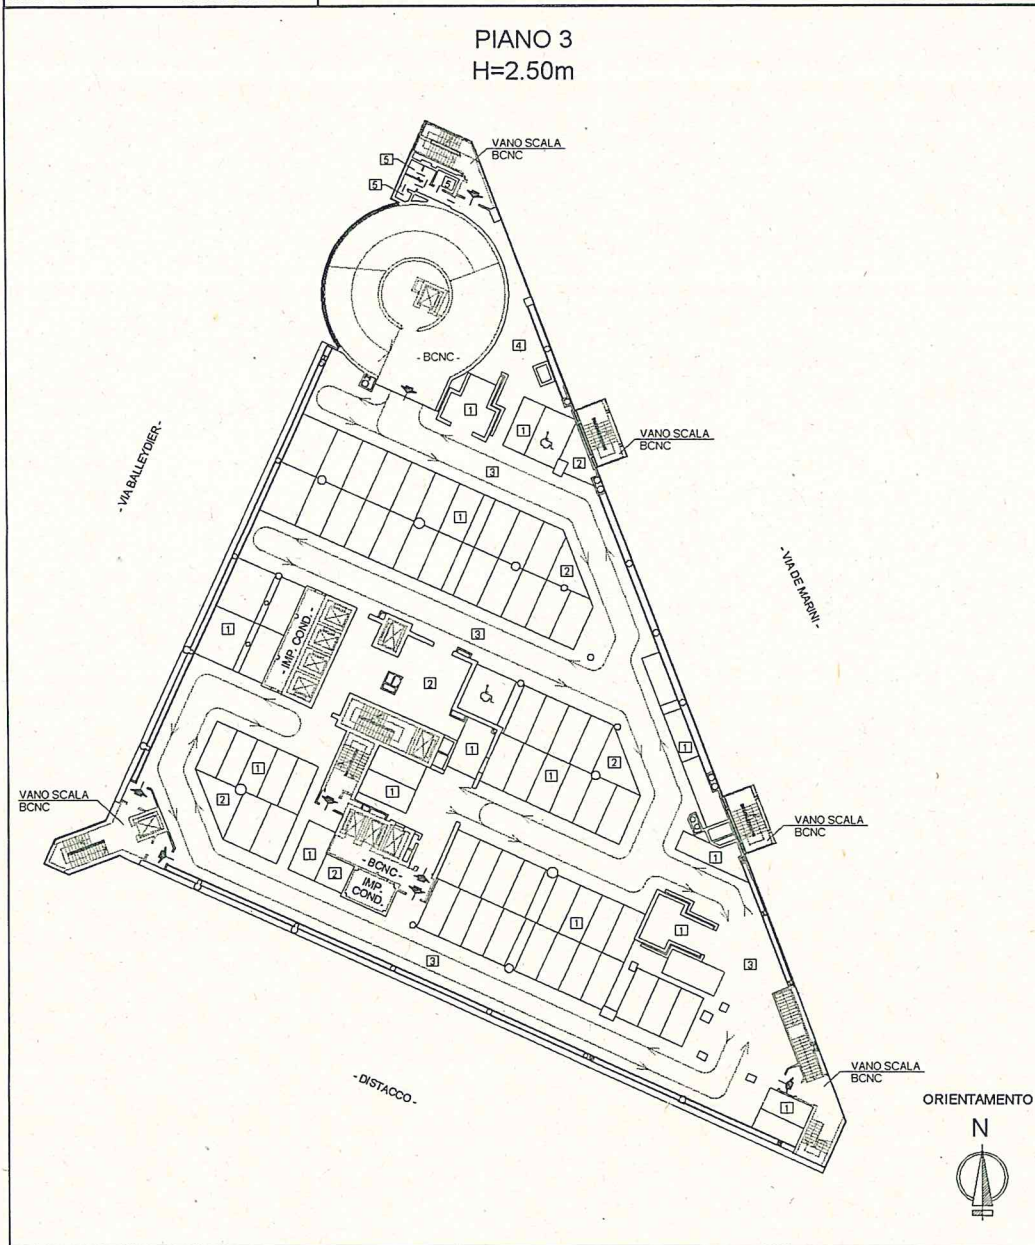 PIANO 3
H=2.50m
VANO SCALA
BCNC
5
5
5
4
- BCNC -
1
1
2
VANO SCALA
BCNC
- VIA BALLEYDIER -
3
1
2
- VIA DE MARINI -
1
- IMP. COND. -
3
2
1
1
2
1
1
2
1
VANO SCALA
BCNC
VANO SCALA
BCNC
1
1
2
- BCNC -
IMP.
COND.
1
1
3
3
- DISTACCO -
VANO SCALA
BCNC
1
ORIENTAMENTO
N